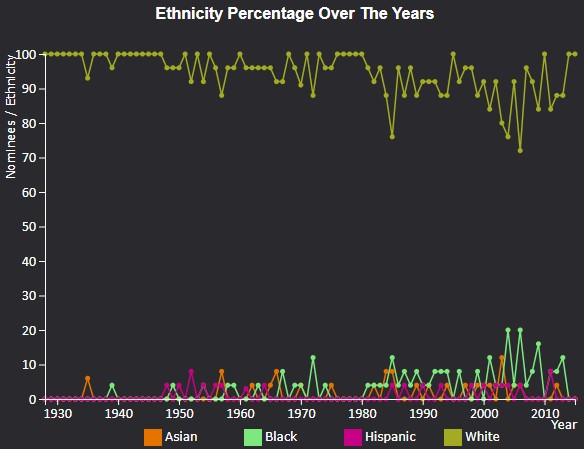 Ethnicity Percentage Over The Years
Nominees / Ethnicity
100
90
80
70
60
50
40
30
20
10
0
1930 1940 1950 1960 1970 1980 1990 2000 2010
Year
Asian Black Hispanic White